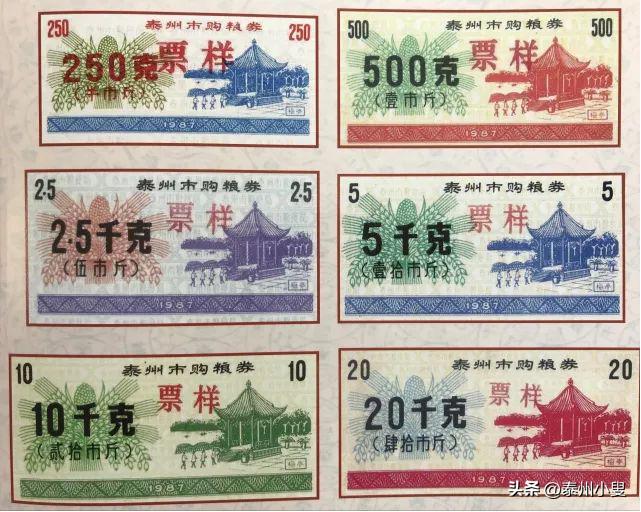 泰州市购粮券
250 250
250克 票样
(半市斤)
1987
泰州市购粮券
500 500
500克 票样
(壹市斤)
1987
泰州市购粮券
2·5 2·5
2·5千克 票样
(伍市斤)
1987
泰州市购粮券
5 5
5千克 票样
(壹拾市斤)
1987
泰州市购粮券
10 10
10千克 票样
(贰拾市斤)
1987
泰州市购粮券
20 20
20千克 票样
(肆拾市斤)
1987
头条 @泰州小叟